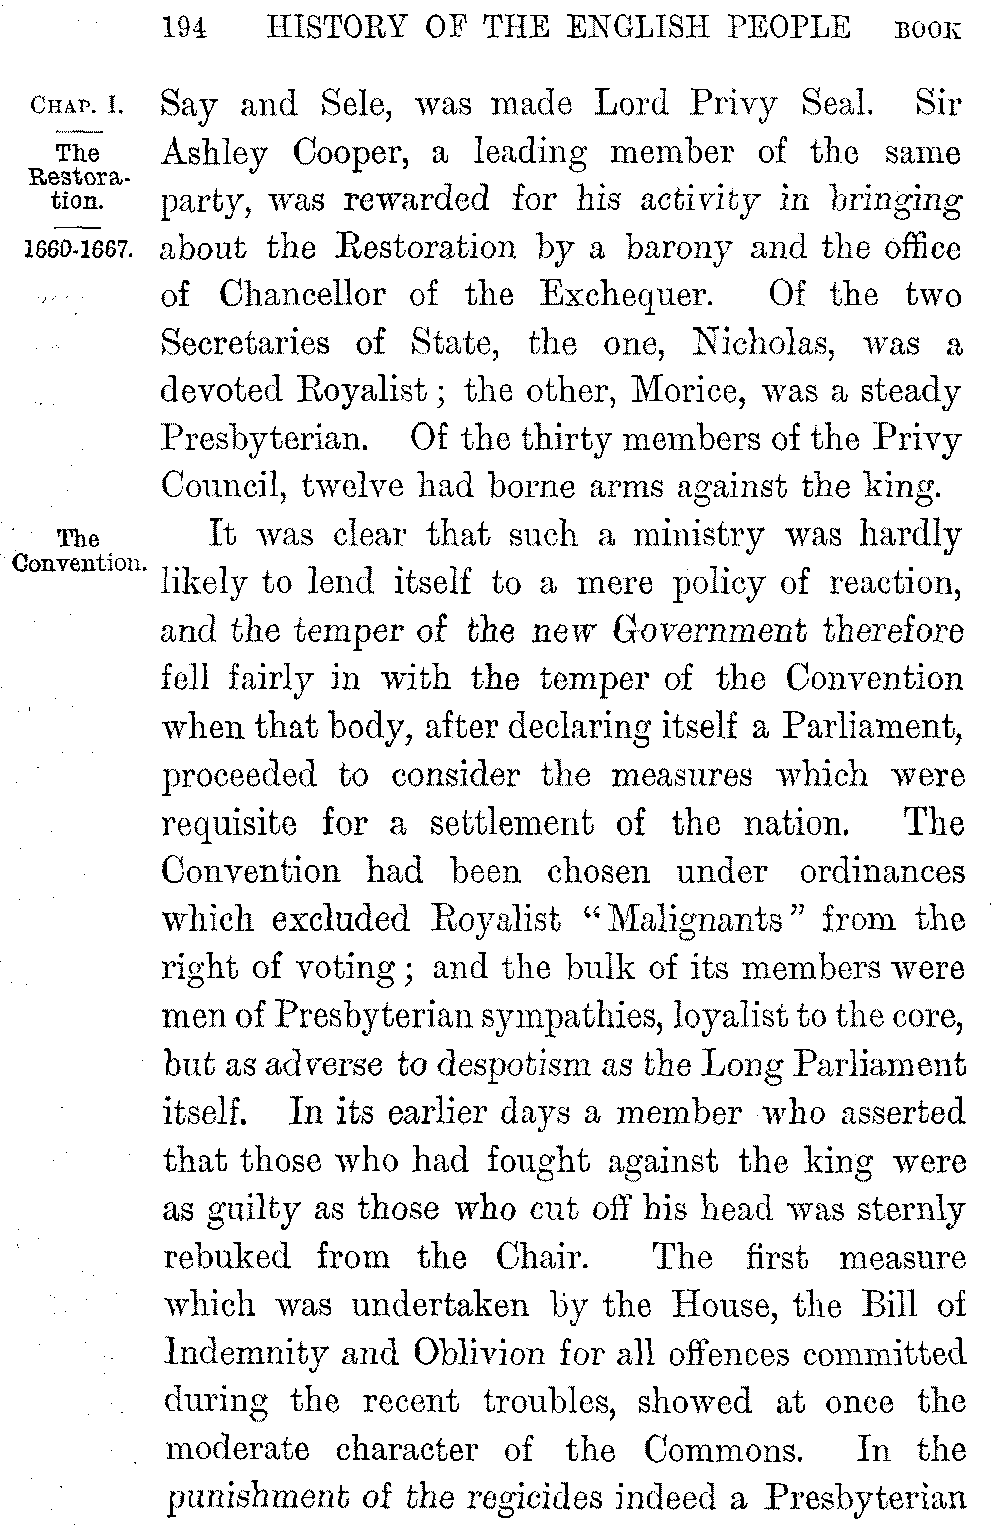 194 HISTORY OF THE ENGLISH PEOPLE BOOK
CHAP. I.
The
Restora-
tion.
1660-1667.
Say and Sele, was made Lord Privy Seal. Sir
Ashley Cooper, a leading member of the same
party, was rewarded for his activity in bringing
about the Restoration by a barony and the office
of Chancellor of the Exchequer. Of the two
Secretaries of State, the one, Nicholas, was a
devoted Royalist; the other, Morice, was a steady
Presbyterian. Of the thirty members of the Privy
Council, twelve had borne arms against the king.
The
Convention.
It was clear that such a ministry was hardly
likely to lend itself to a mere policy of reaction,
and the temper of the new Government therefore
fell fairly in with the temper of the Convention
when that body, after declaring itself a Parliament,
proceeded to consider the measures which were
requisite for a settlement of the nation. The
Convention had been chosen under ordinances
which excluded Royalist "Malignants" from the
right of voting; and the bulk of its members were
men of Presbyterian sympathies, loyalist to the core,
but as adverse to despotism as the Long Parliament
itself. In its earlier days a member who asserted
that those who had fought against the king were
as guilty as those who cut off his head was sternly
rebuked from the Chair. The first measure
which was undertaken by the House, the Bill of
Indemnity and Oblivion for all offences committed
during the recent troubles, showed at once the
moderate character of the Commons. In the
punishment of the regicides indeed a Presbyterian